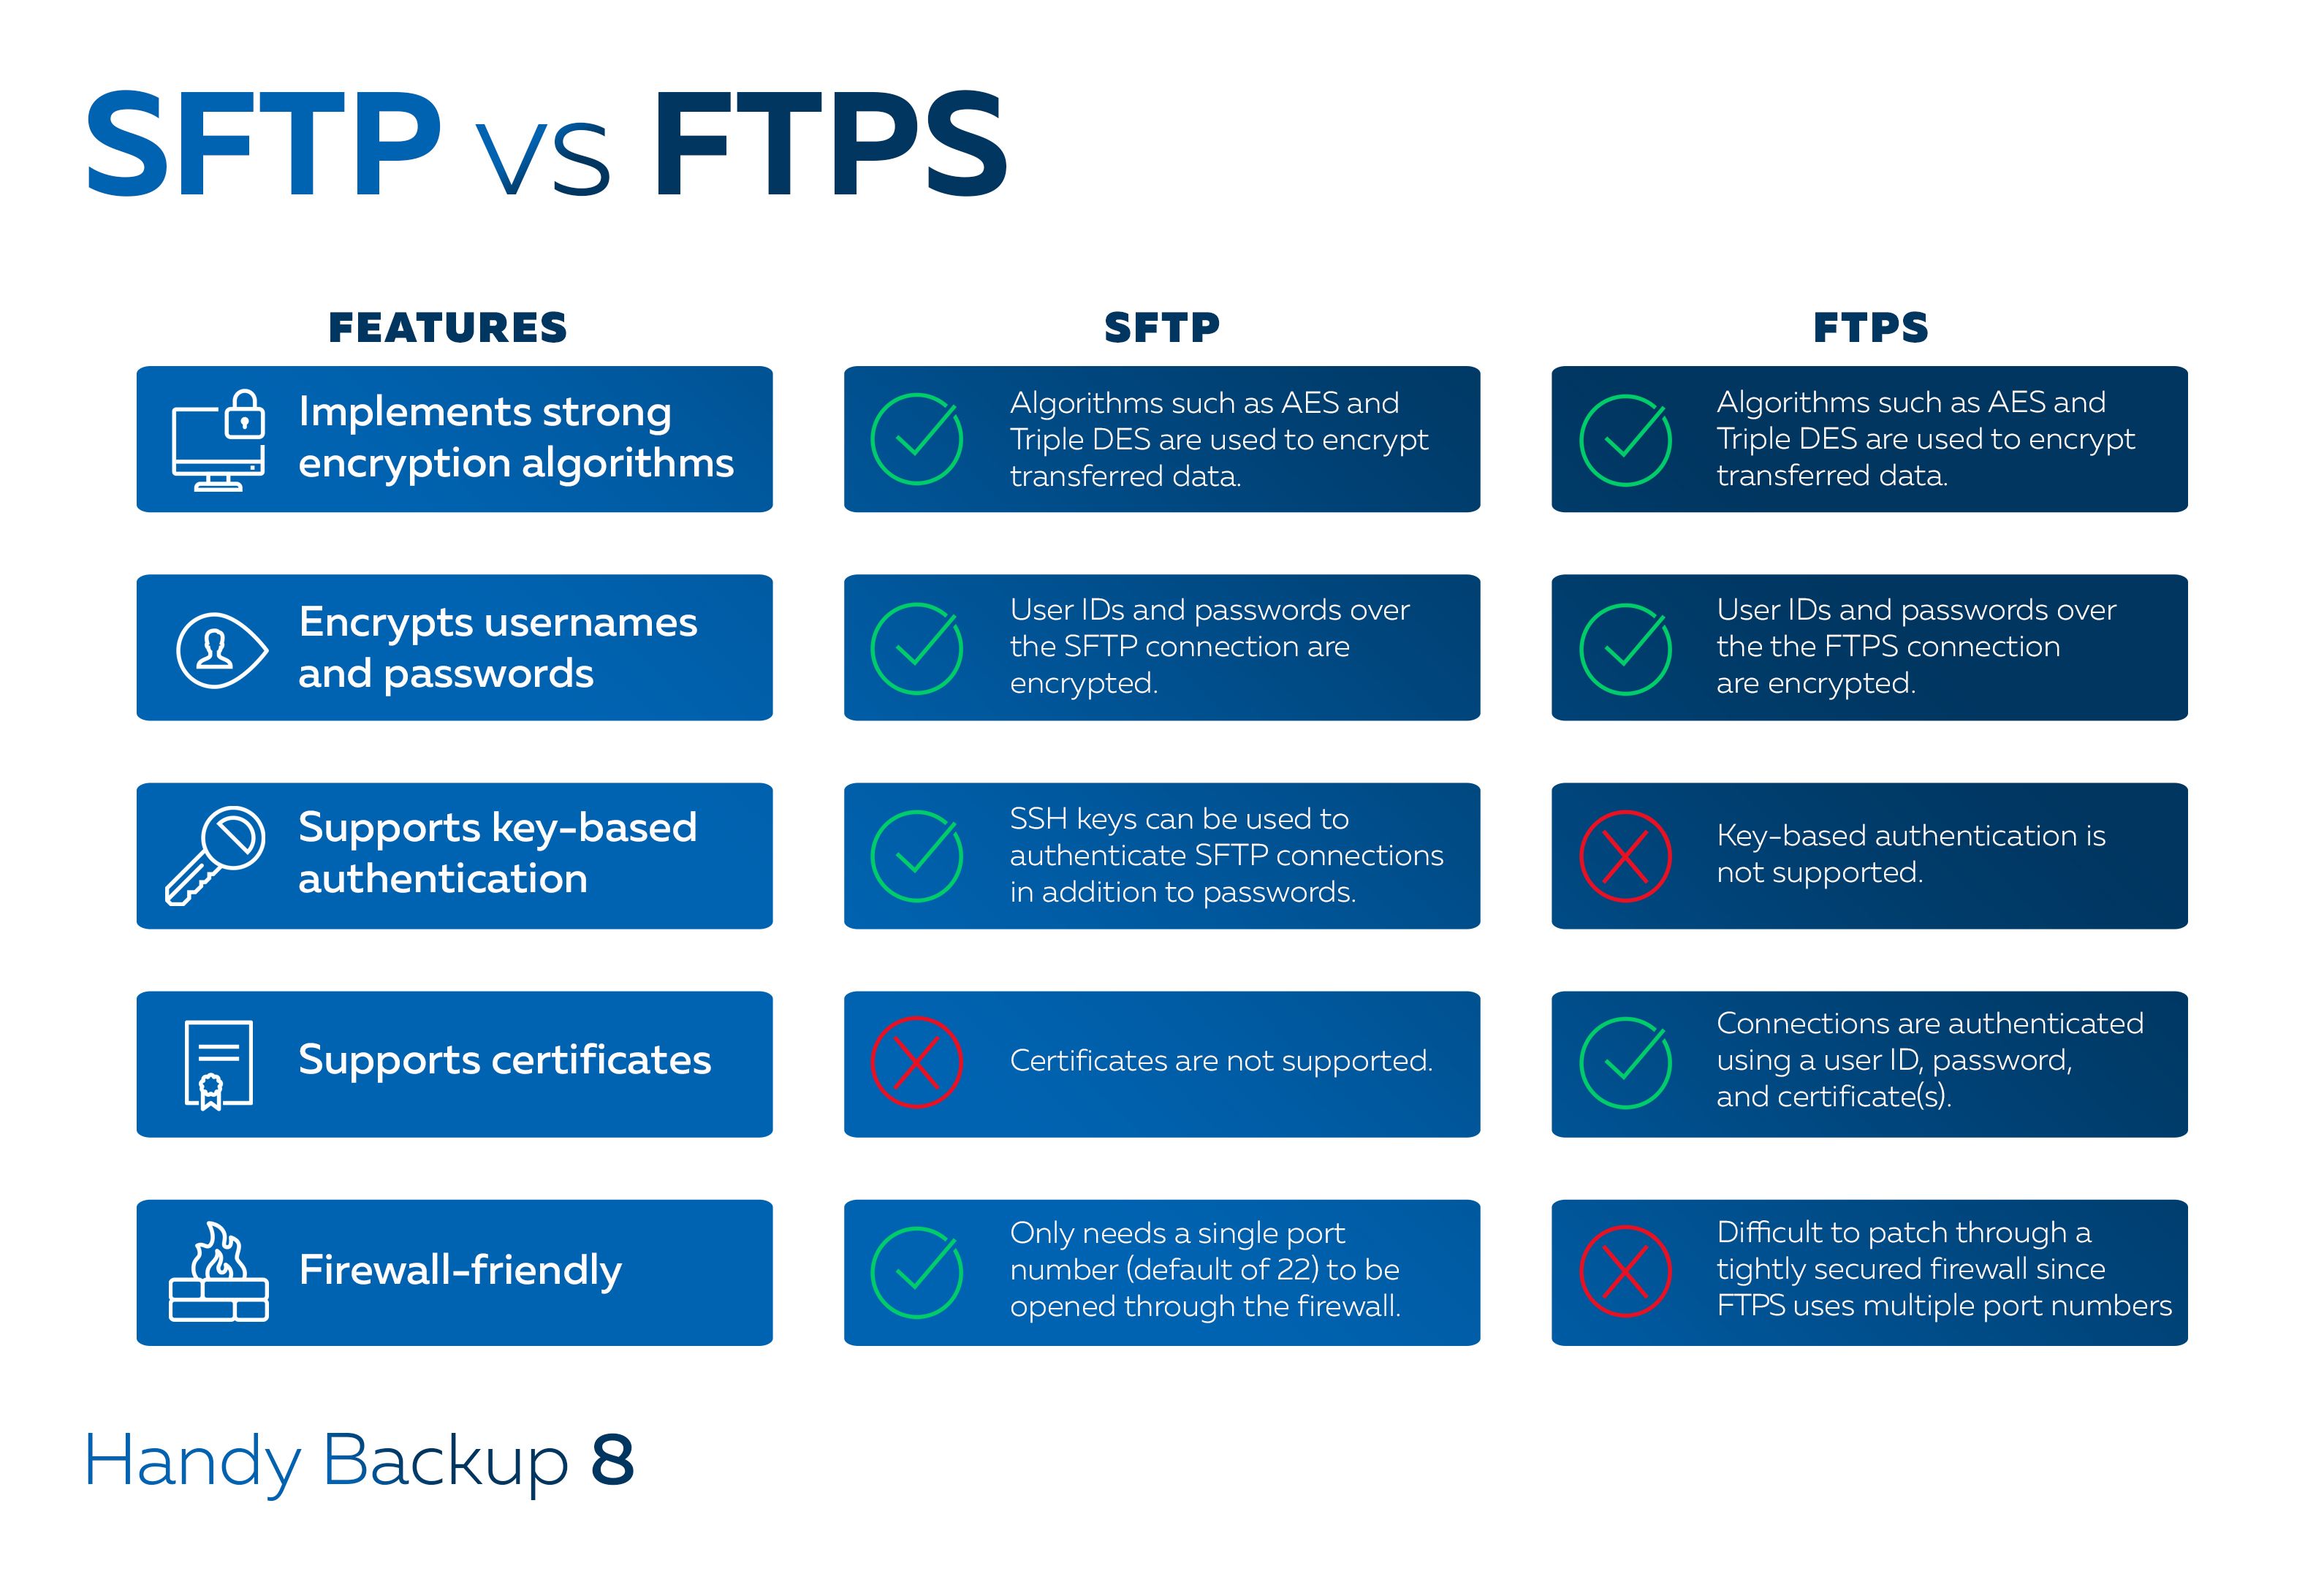 SFTP vs FTPS
FEATURES
SFTP
FTPS
Implements strong
encryption algorithms
Algorithms such as AES and
Triple DES are used to encrypt
transferred data.
Algorithms such as AES and
Triple DES are used to encrypt
transferred data.
Encrypts usernames
and passwords
User IDs and passwords over
the SFTP connection are
encrypted.
User IDs and passwords over
the the FTPS connection
are encrypted.
Supports key-based
authentication
SSH keys can be used to
authenticate SFTP connections
in addition to passwords.
Key-based authentication is
not supported.
Supports certificates
Certificates are not supported.
Connections are authenticated
using a user ID, password,
and certificate(s).
Firewall-friendly
Only needs a single port
number (default of 22) to be
opened through the firewall.
Difficult to patch through a
tightly secured firewall since
FTPS uses multiple port numbers
Handy Backup 8